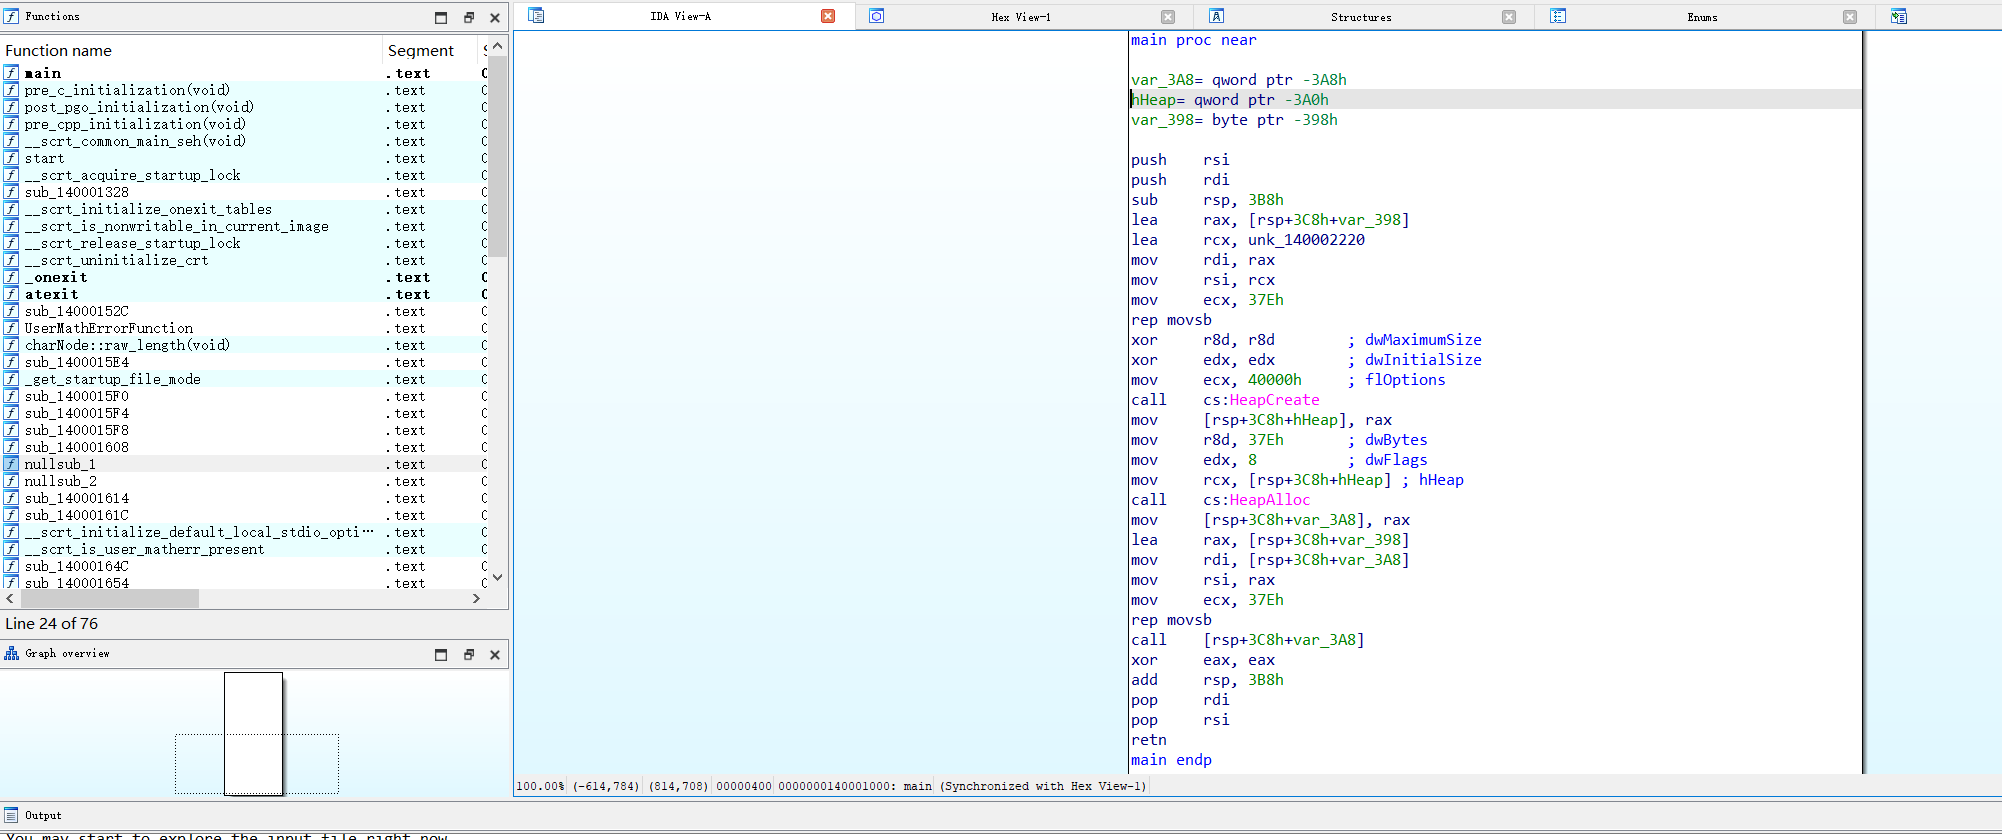 Functions
Function name Segment
main .text
pre_c_initialization(void) .text
post_pgo_initialization(void) .text
pre_cpp_initialization(void) .text
__scrt_common_main_seh(void) .text
start .text
__scrt_acquire_startup_lock .text
sub_140001328 .text
__scrt_initialize_onexit_tables .text
__scrt_is_nonwritable_in_current_image .text
__scrt_release_startup_lock .text
__scrt_uninitialize_crt .text
_onexit .text
atexit .text
sub_14000152C .text
UserMathErrorFunction .text
charNode::raw_length(void) .text
sub_1400015E4 .text
_get_startup_file_mode .text
sub_1400015F0 .text
sub_1400015F4 .text
sub_1400015F8 .text
sub_140001608 .text
nullsub_1 .text
nullsub_2 .text
sub_140001614 .text
sub_14000161C .text
__scrt_initialize_default_local_stdio_opti… .text
__scrt_is_user_matherr_present .text
sub_14000164C .text
sub_140001654 .text
Line 24 of 76
Graph overview
IDA View-A Hex View-1 Structures Enums
main proc near
var_3A8= qword ptr -3A8h
hHeap= qword ptr -3A0h
var_398= byte ptr -398h
push rsi
push rdi
sub rsp, 3B8h
lea rax, [rsp+3C8h+var_398]
lea rcx, unk_140002220
mov rdi, rax
mov rsi, rcx
mov ecx, 37Eh
rep movsb
xor r8d, r8d ; dwMaximumSize
xor edx, edx ; dwInitialSize
mov ecx, 40000h ; flOptions
call cs:HeapCreate
mov [rsp+3C8h+hHeap], rax
mov r8d, 37Eh ; dwBytes
mov edx, 8 ; dwFlags
mov rcx, [rsp+3C8h+hHeap] ; hHeap
call cs:HeapAlloc
mov [rsp+3C8h+var_3A8], rax
lea rax, [rsp+3C8h+var_398]
mov rdi, [rsp+3C8h+var_3A8]
mov rsi, rax
mov ecx, 37Eh
rep movsb
call [rsp+3C8h+var_3A8]
xor eax, eax
add rsp, 3B8h
pop rdi
pop rsi
retn
main endp
100.00% (-614,784) (814,708) 00000400 0000000140001000: main (Synchronized with Hex View-1)
Output
You may start to explore the input file right now.